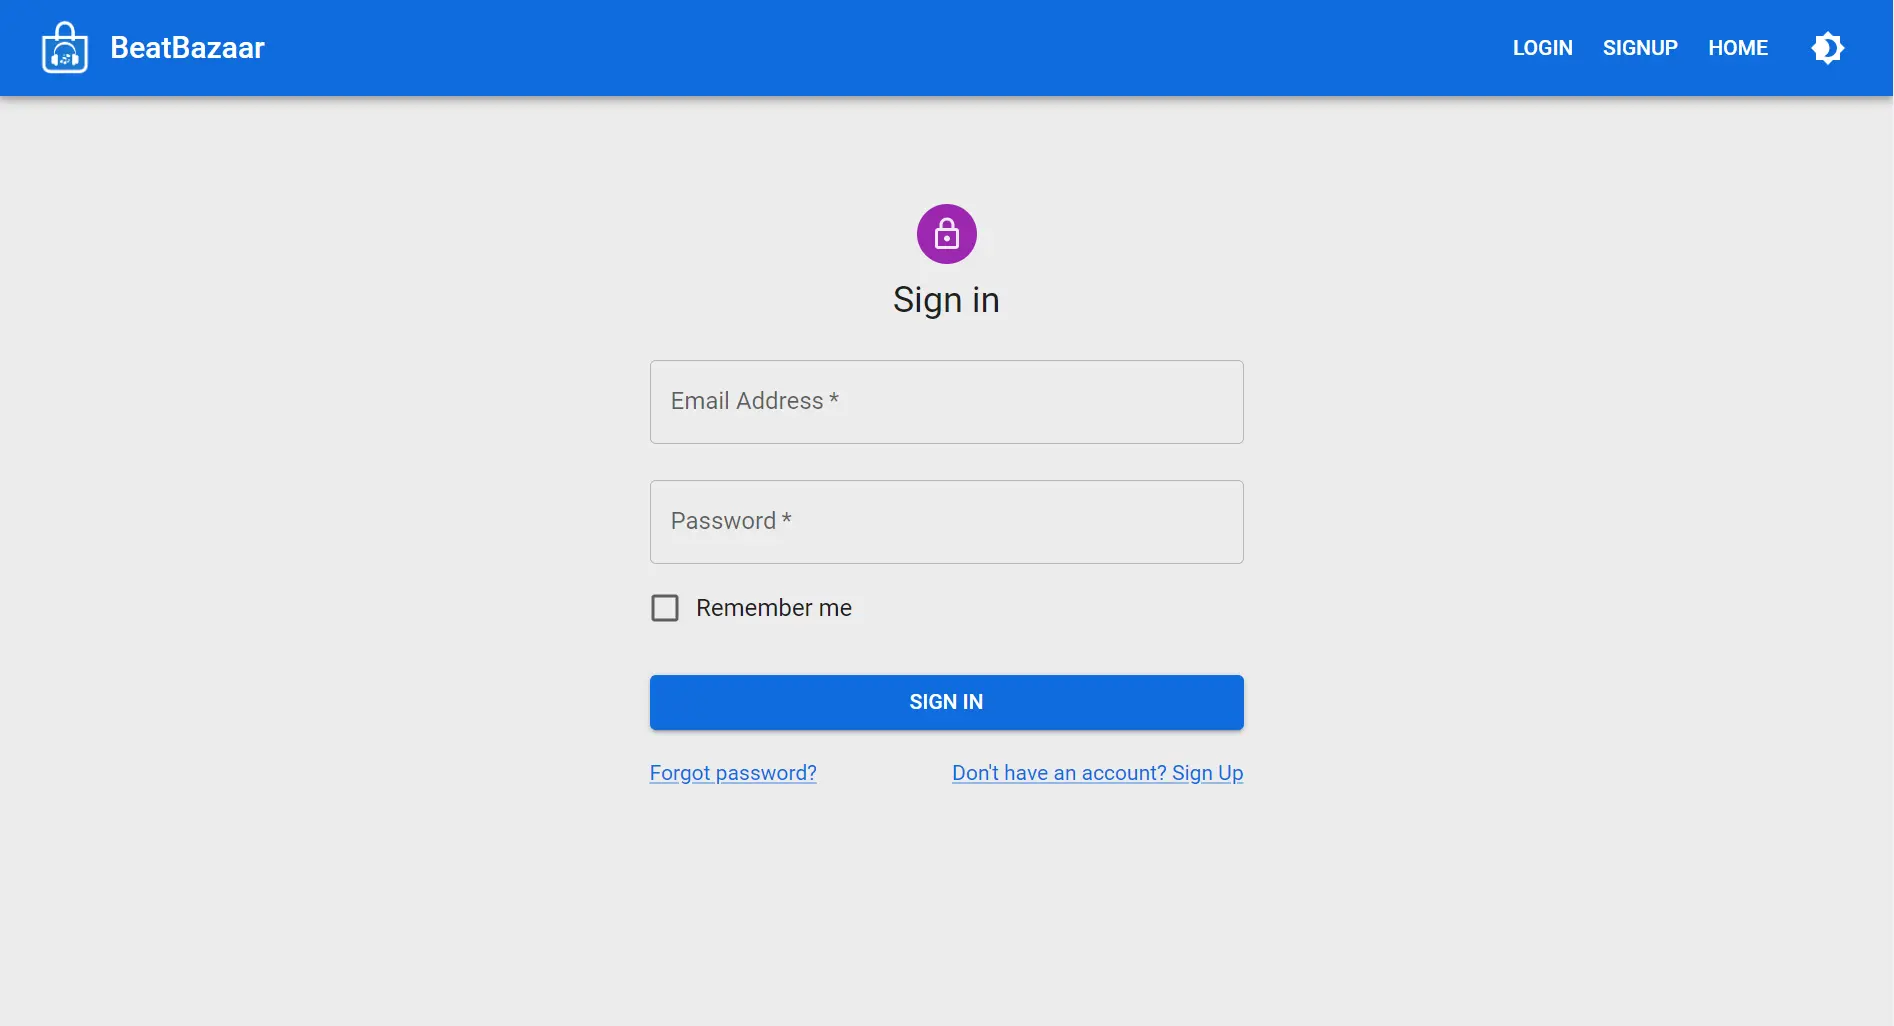 BeatBazaar
LOGIN SIGNUP HOME
Sign in
Email Address *
Password *
Remember me
SIGN IN
Forgot password? Don't have an account? Sign Up